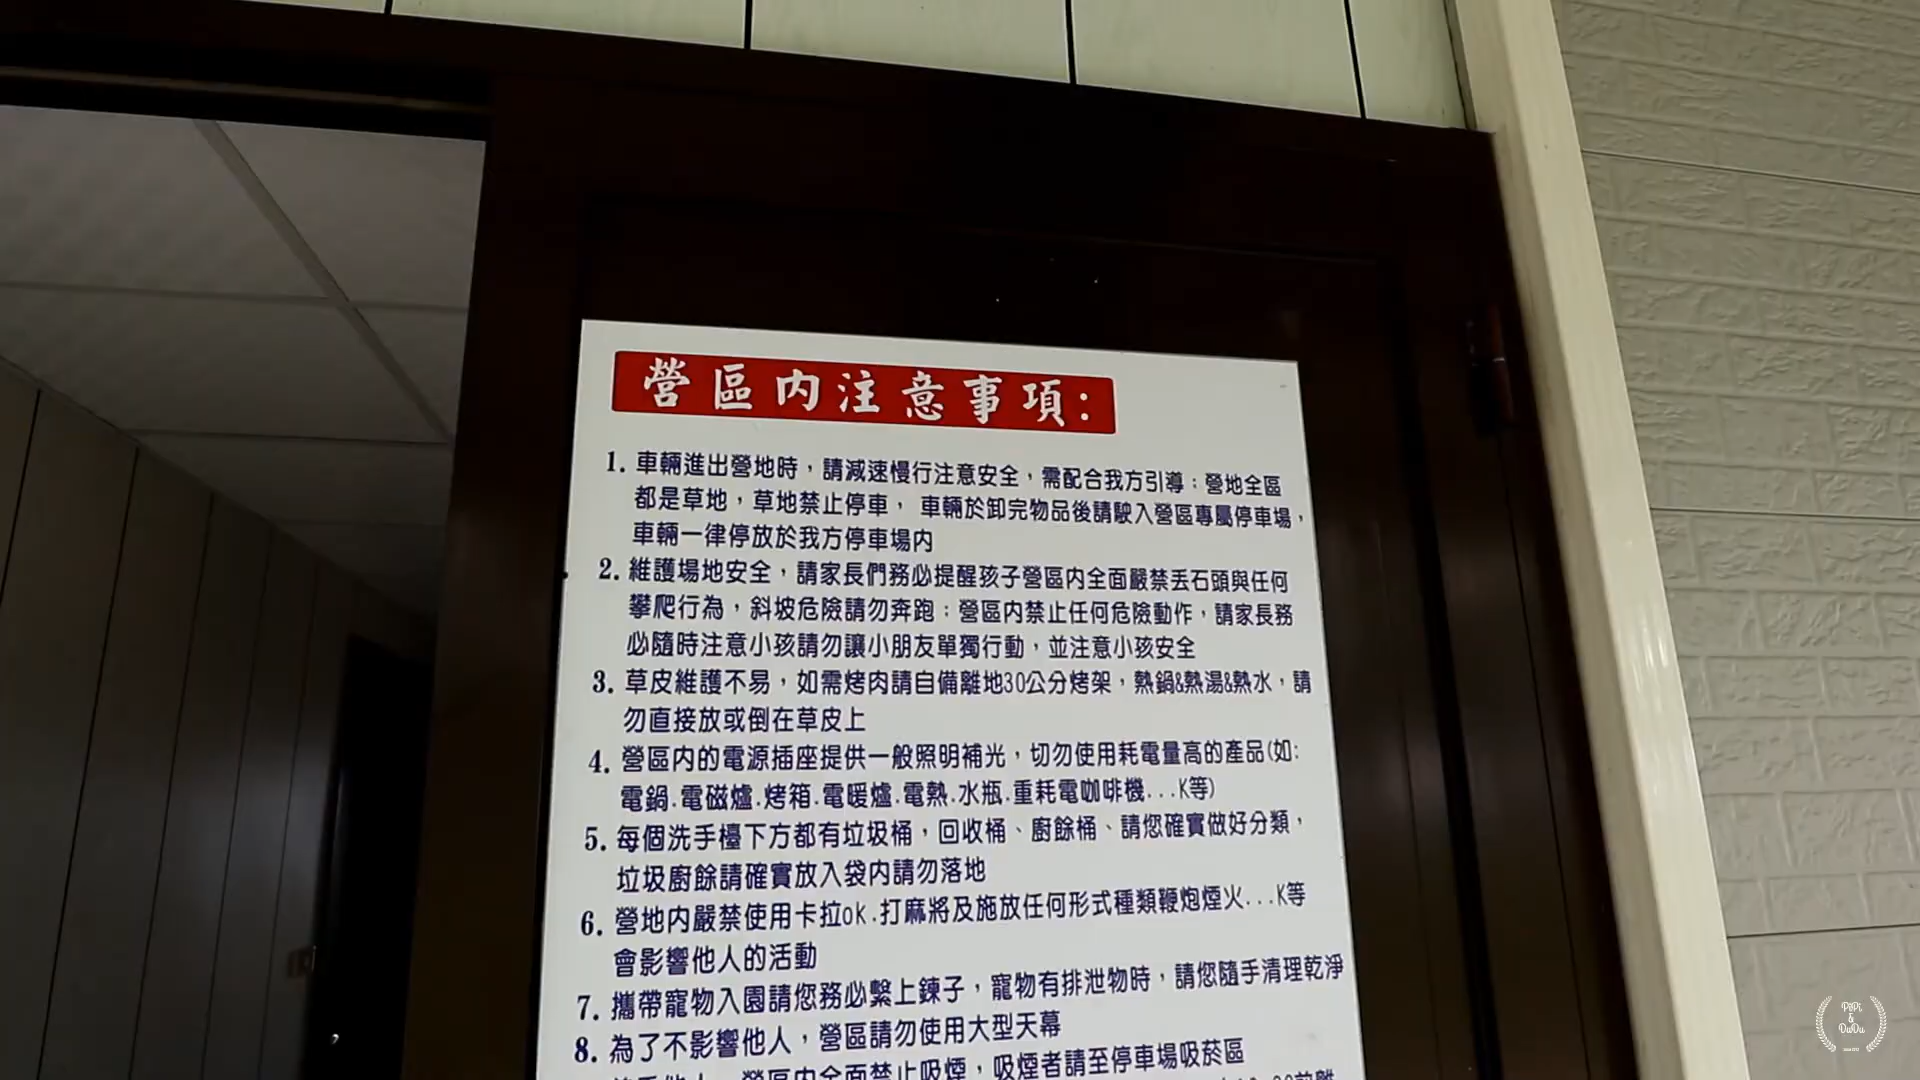 營區内注意事項:
1. 車輛進出營地時，請減速慢行注意安全，需配合我方引導；營地全區
都是草地，草地禁止停車， 車輛於卸完物品後請駛入營區專屬停車場，
車輛一律停放於我方停車場内
2. 維護場地安全，請家長們務必提醒孩子營區内全面嚴禁丟石頭與任何
攀爬行為，斜坡危險請勿奔跑；營區内禁止任何危險動作，請家長務
必隨時注意小孩請勿讓小朋友單獨行動，並注意小孩安全
3. 草皮維護不易，如需烤肉請自備離地30公分烤架，熱鍋&熱湯&熱水，請
勿直接放或倒在草皮上
4. 營區内的電源插座提供一般照明補光，切勿使用耗電量高的產品(如:
電鍋.電磁爐.烤箱.電暖爐.電熱.水瓶.重耗電咖啡機...K等)
5. 每個洗手檯下方都有垃圾桶，回收桶、廚餘桶、請您確實做好分類，
垃圾廚餘請確實放入袋内請勿落地
6. 營地内嚴禁使用卡拉ok.打麻將及施放任何形式種類鞭炮煙火...K等
會影響他人的活動
7. 攜帶寵物入園請您務必繫上鍊子，寵物有排泄物時，請您隨手清理乾淨
8. 為了不影響他人，營區請勿使用大型天幕
營區内全面禁止吸煙，吸煙者請至停車場吸菸區
PiPi
&
DuDu